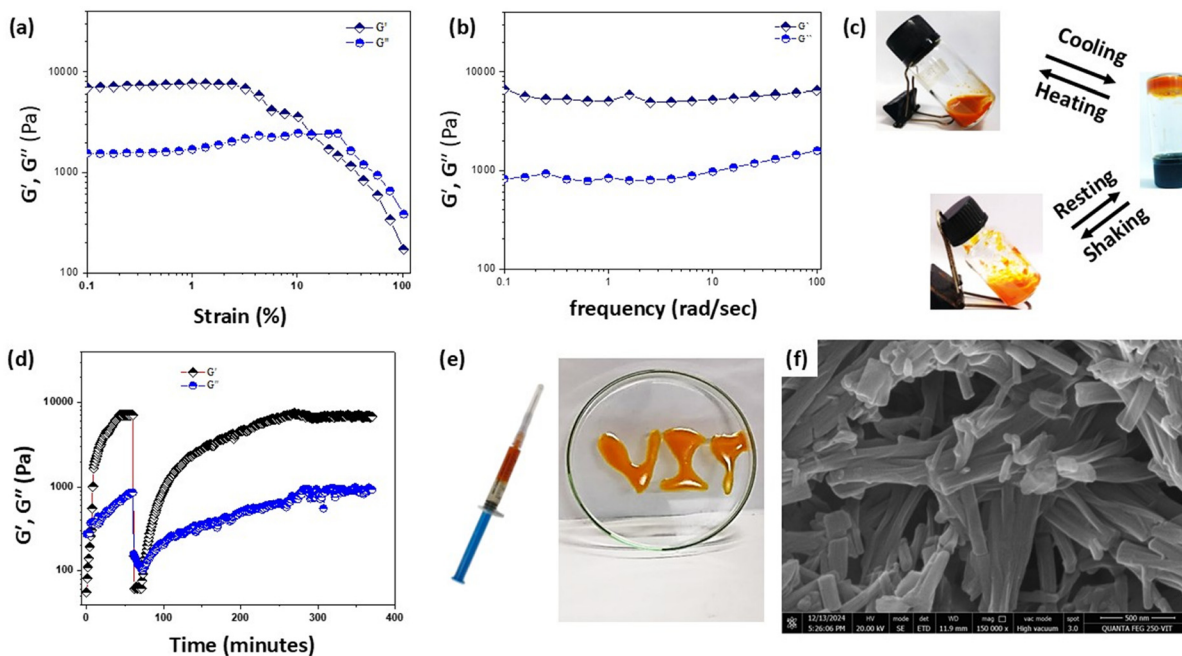 (a)
G'
G"
10000
1000
100
G', G" (Pa)
0.1
1
10
100
Strain (%)
(b)
G`
G``
10000
1000
100
G', G" (Pa)
0.1
1
10
100
frequency (rad/sec)
(c)
Cooling
Heating
Resting
Shaking
(d)
G'
G"
10000
1000
100
G', G" (Pa)
0
100
200
300
400
Time (minutes)
(e)
VIT
(f)
12/13/2024
5:26:06 PM
HV
20.00 kV
mode
SE
det
ETD
WD
11.9 mm
mag
150 000 x
vac mode
High vacuum
spot
3.0
500 nm
QUANTA FEG 250-VIT